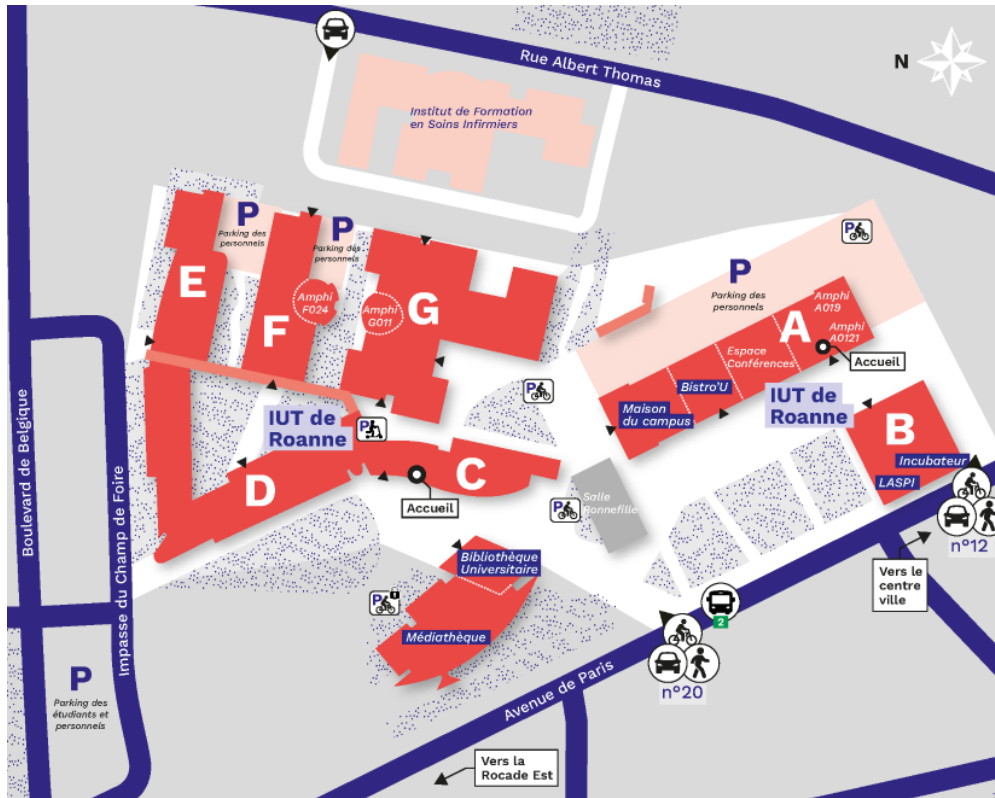 Rue Albert Thomas
N
Institut de Formation
en Soins Infirmiers
P
Parking des
personnels
P
Parking des
personnels
P
E
Amphi
F024
F
Amphi
G011
G
P
Parking des
personnels
Amphi
A019
A
Amphi
A0121
Espace
Conférences
Accueil
Bistro'U
Maison
du campus
IUT de
Roanne
P
IUT de
Roanne
P
B
Incubateur
LASPI
D
C
Accueil
Salle
Bonnefille
P
n°12
Vers le
centre
ville
Bibliothèque
Universitaire
P
Médiathèque
2
n°20
Avenue de Paris
Boulevard de Belgique
Impasse du Champ de Foire
P
Parking des
étudiants et
personnels
Vers la
Rocade Est